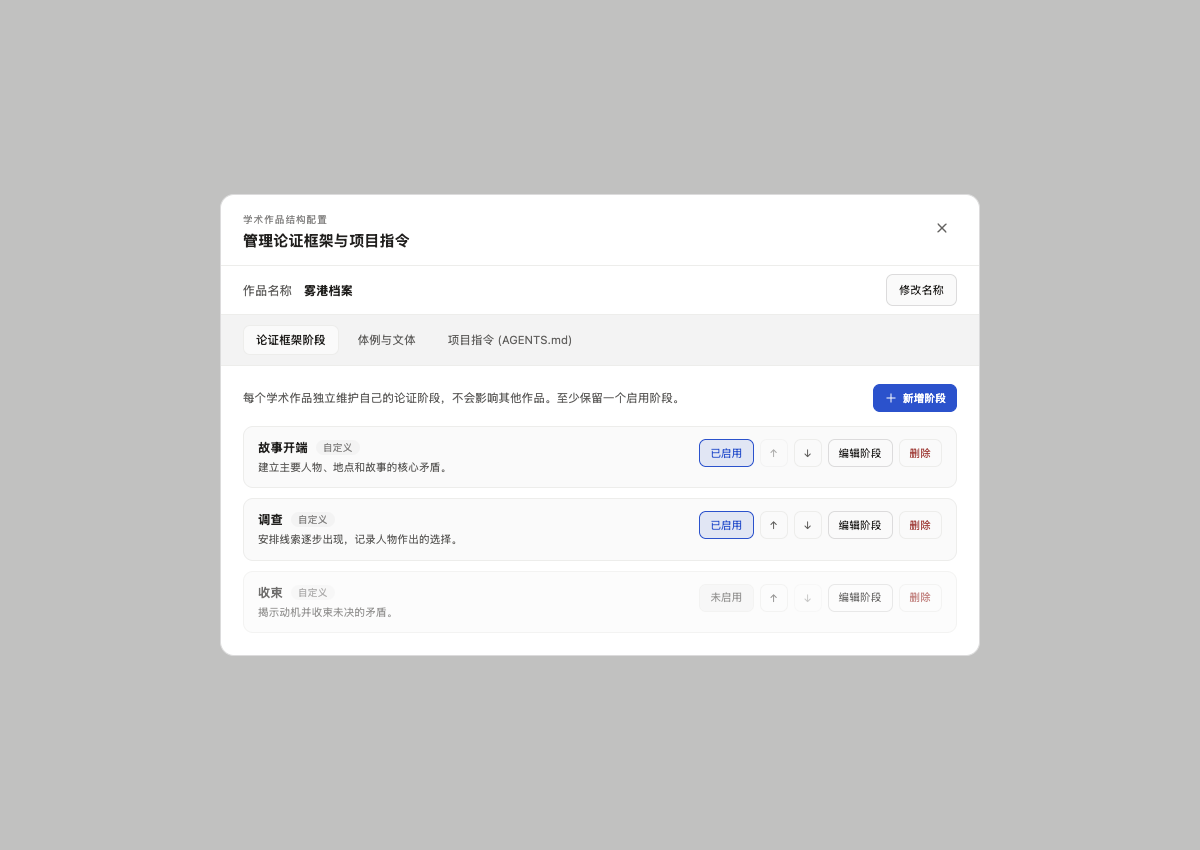 学术作品结构配置
管理论证框架与项目指令
作品名称 雾港档案 修改名称
论证框架阶段 体例与文体 项目指令 (AGENTS.md)
每个学术作品独立维护自己的论证阶段，不会影响其他作品。至少保留一个启用阶段。 ＋ 新增阶段
故事开端 自定义 已启用 ↑ ↓ 编辑阶段 删除
建立主要人物、地点和故事的核心矛盾。
调查 自定义 已启用 ↑ ↓ 编辑阶段 删除
安排线索逐步出现，记录人物作出的选择。
收束 自定义 未启用 ↑ ↓ 编辑阶段 删除
揭示动机并收束未决的矛盾。